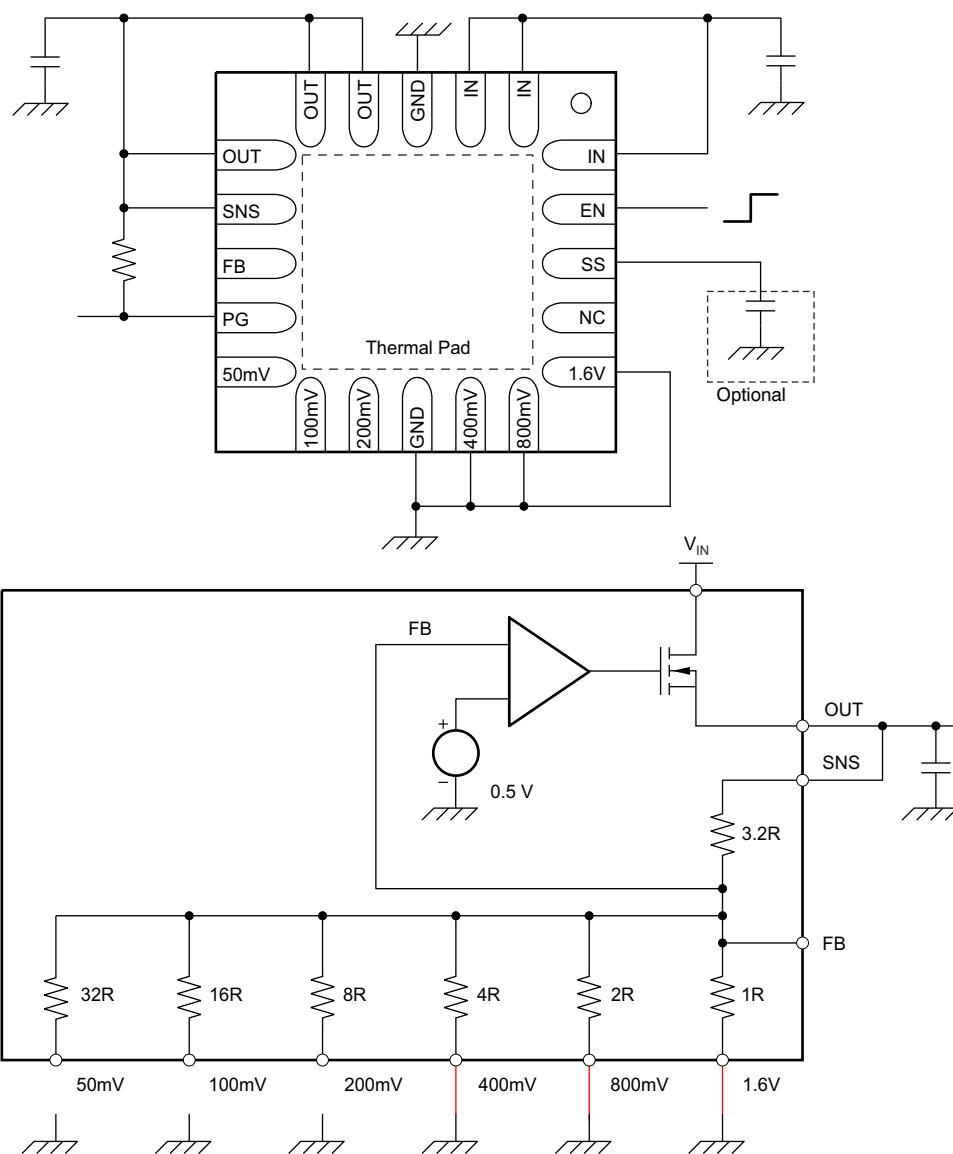 OUT
OUT
GND
IN
IN
OUT
IN
SNS
EN
FB
SS
PG
NC
Thermal Pad
50mV
1.6V
100mV
200mV
GND
400mV
800mV
Optional
VIN
FB
OUT
+
SNS
–
0.5 V
3.2R
FB
32R
16R
8R
4R
2R
1R
50mV
100mV
200mV
400mV
800mV
1.6V